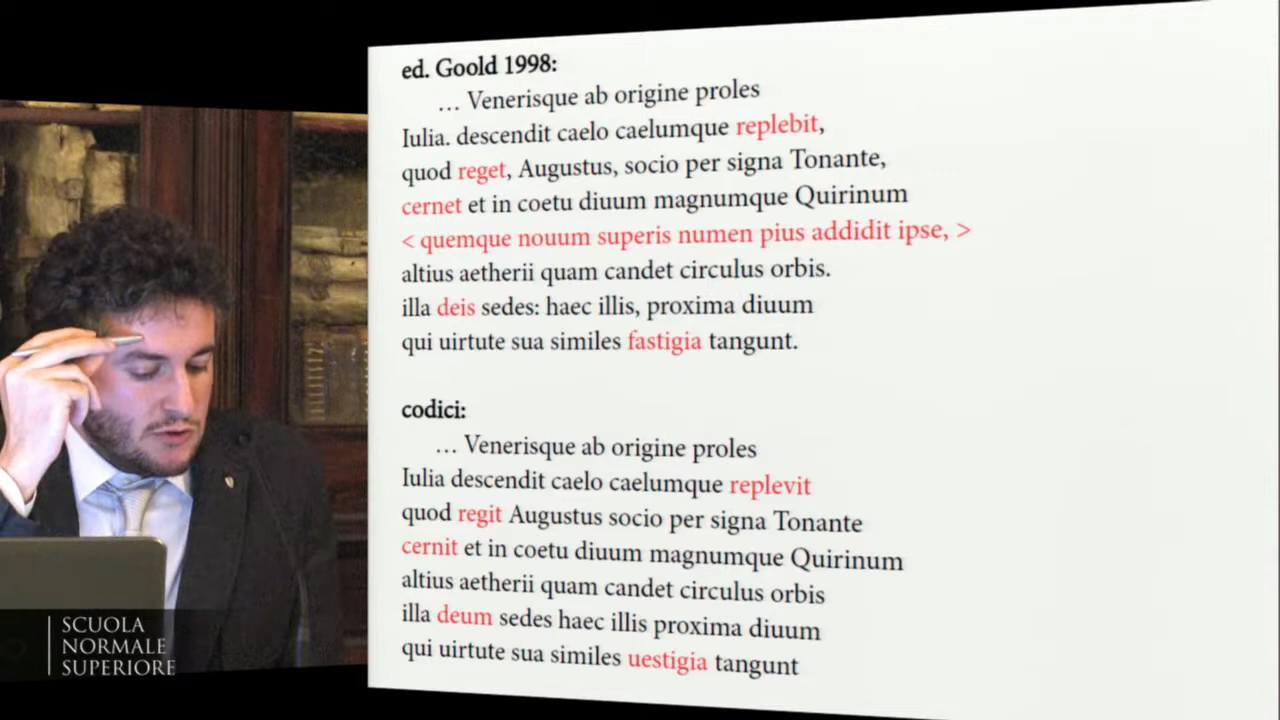 ed. Goold 1998:
… Venerisque ab origine proles
Iulia. descendit caelo caelumque replebit,
quod reget, Augustus, socio per signa Tonante,
cernet et in coetu diuum magnumque Quirinum
< quemque nouum superis numen pius addidit ipse, >
altius aetherii quam candet circulus orbis.
illa deis sedes: haec illis, proxima diuum
qui uirtute sua similes fastigia tangunt.
codici:
… Venerisque ab origine proles
Iulia descendit caelo caelumque replevit
quod regit Augustus socio per signa Tonante
cernit et in coetu diuum magnumque Quirinum
altius aetherii quam candet circulus orbis
illa deum sedes haec illis proxima diuum
qui uirtute sua similes uestigia tangunt
SCUOLA
NORMALE
SUPERIORE